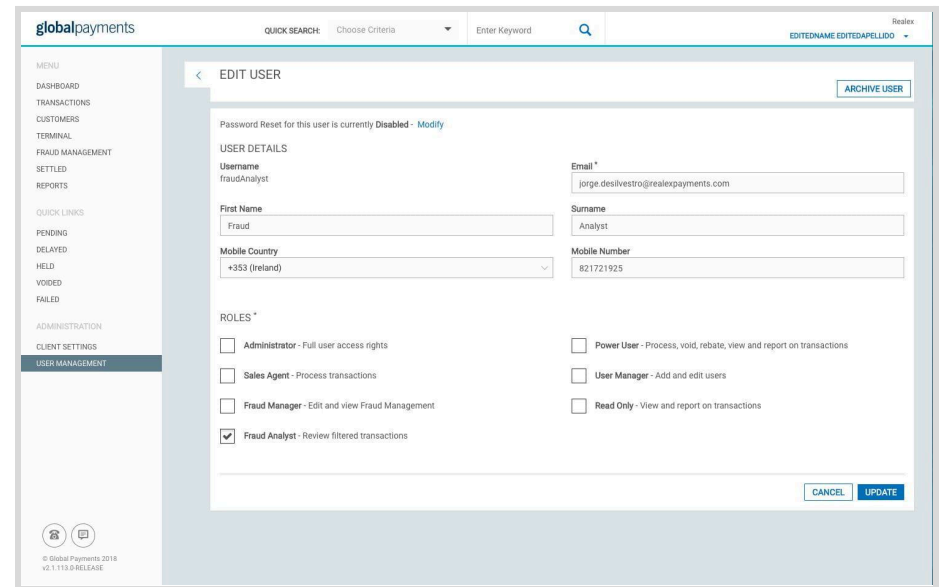 globalpayments
QUICK SEARCH: Choose Criteria Enter Keyword
Realex
EDITEDNAME EDITEDAPELLIDO
MENU
DASHBOARD
TRANSACTIONS
CUSTOMERS
TERMINAL
FRAUD MANAGEMENT
SETTLED
REPORTS
QUICK LINKS
PENDING
DELAYED
HELD
VOIDED
FAILED
ADMINISTRATION
CLIENT SETTINGS
USER MANAGEMENT
© Global Payments 2018
v2.1.113.0-RELEASE
EDIT USER
ARCHIVE USER
Password Reset for this user is currently Disabled - Modify
USER DETAILS
Username
fraudAnalyst
Email *
jorge.desilvestro@realexpayments.com
First Name
Fraud
Surname
Analyst
Mobile Country
+353 (Ireland)
Mobile Number
821721925
ROLES *
Administrator - Full user access rights
Power User - Process, void, rebate, view and report on transactions
Sales Agent - Process transactions
User Manager - Add and edit users
Fraud Manager - Edit and view Fraud Management
Read Only - View and report on transactions
Fraud Analyst - Review filtered transactions
CANCEL UPDATE